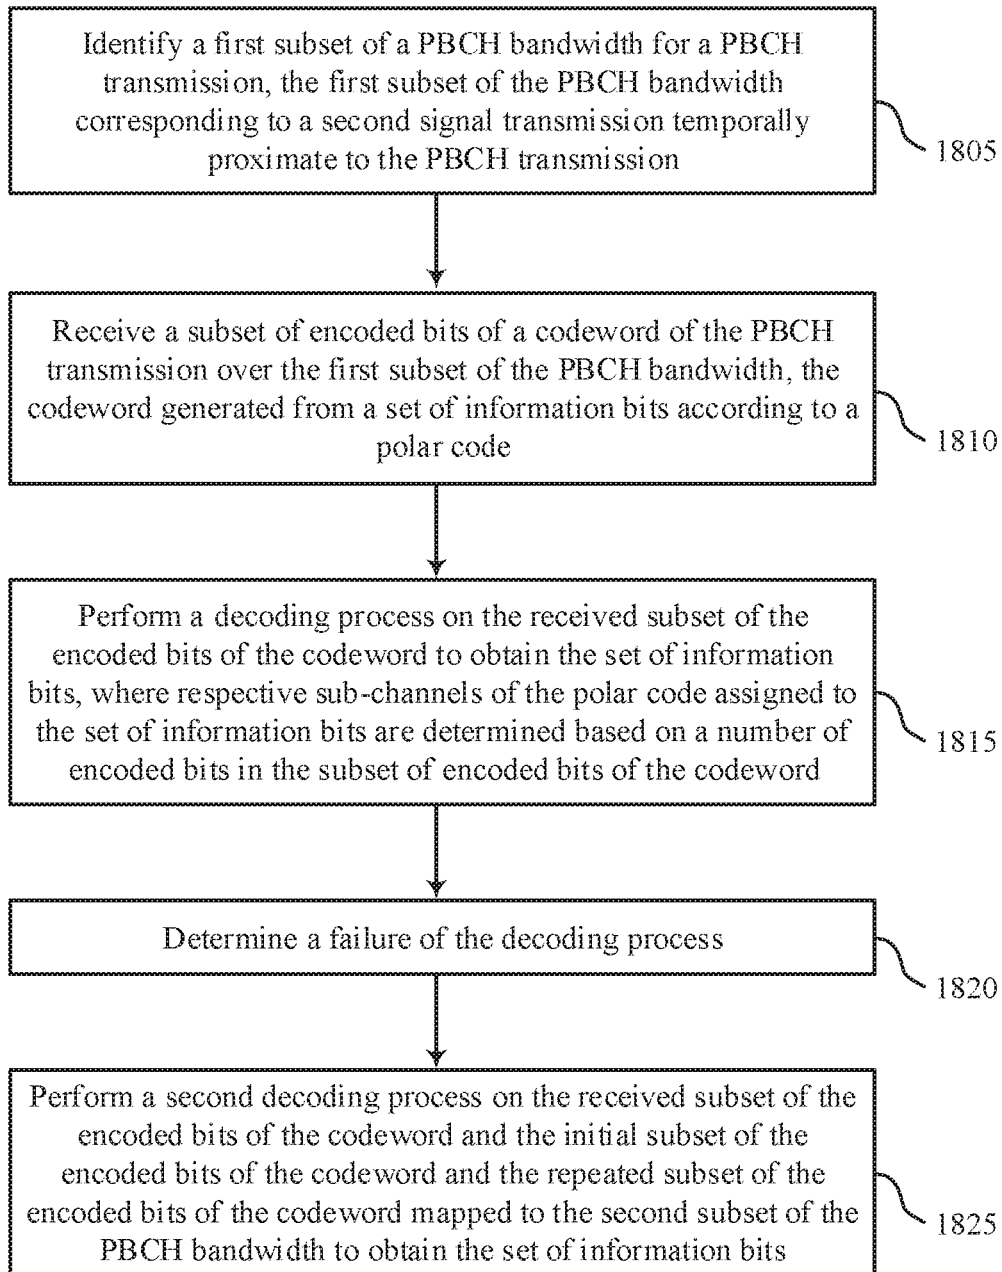 Identify a first subset of a PBCH bandwidth for a PBCH
transmission, the first subset of the PBCH bandwidth
corresponding to a second signal transmission temporally
proximate to the PBCH transmission
1805
Receive a subset of encoded bits of a codeword of the PBCH
transmission over the first subset of the PBCH bandwidth, the
codeword generated from a set of information bits according to a
polar code
1810
Perform a decoding process on the received subset of the
encoded bits of the codeword to obtain the set of information
bits, where respective sub-channels of the polar code assigned to
the set of information bits are determined based on a number of
encoded bits in the subset of encoded bits of the codeword
1815
Determine a failure of the decoding process
1820
Perform a second decoding process on the received subset of the
encoded bits of the codeword and the initial subset of the
encoded bits of the codeword and the repeated subset of the
encoded bits of the codeword mapped to the second subset of the
PBCH bandwidth to obtain the set of information bits
1825